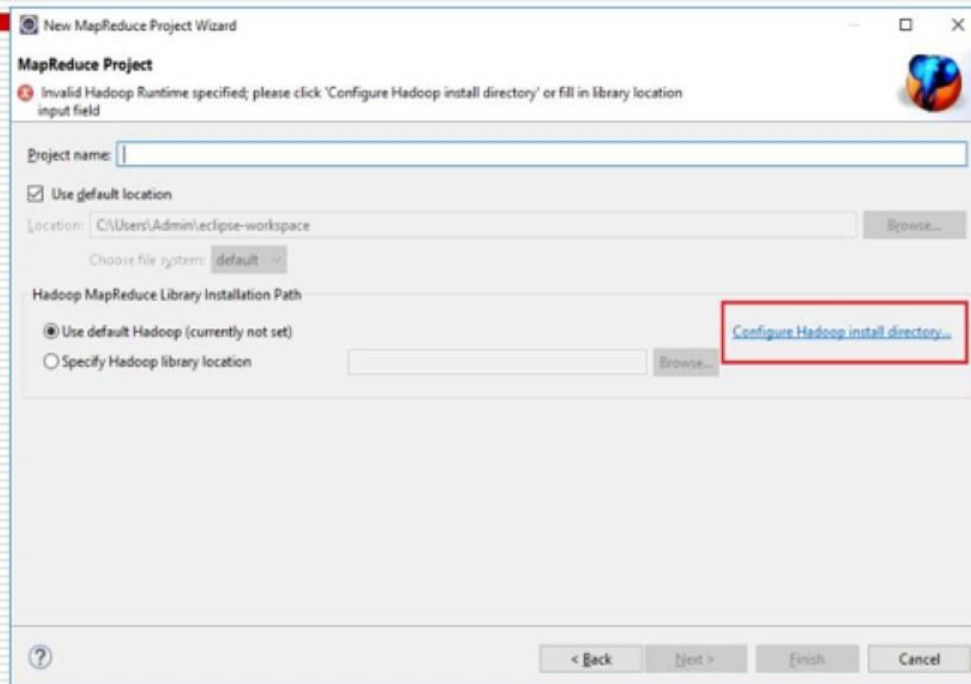 New MapReduce Project Wizard
MapReduce Project
Invalid Hadoop Runtime specified; please click 'Configure Hadoop install directory' or fill in library location
input field
Project name:
Use default location
Location: C:\Users\Admin\eclipse-workspace Browse...
Choose file system: default
Hadoop MapReduce Library Installation Path
Use default Hadoop (currently not set) Configure Hadoop install directory...
Specify Hadoop library location Browse...
? < Back Next > Finish Cancel